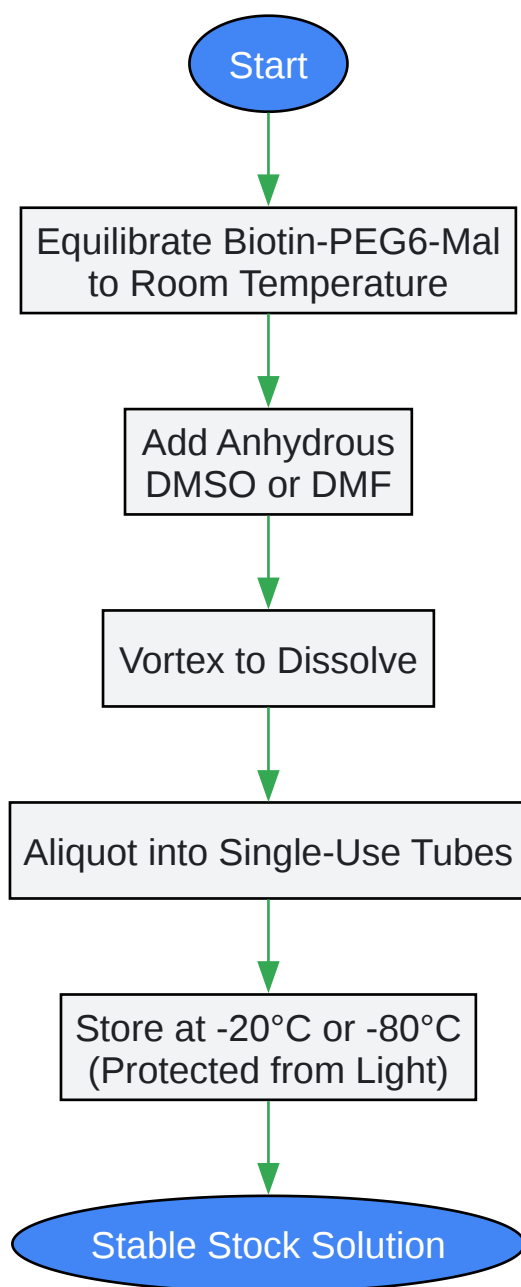 Start
Equilibrate Biotin-PEG6-Mal
to Room Temperature
Add Anhydrous
DMSO or DMF
Vortex to Dissolve
Aliquot into Single-Use Tubes
Store at -20°C or -80°C
(Protected from Light)
Stable Stock Solution